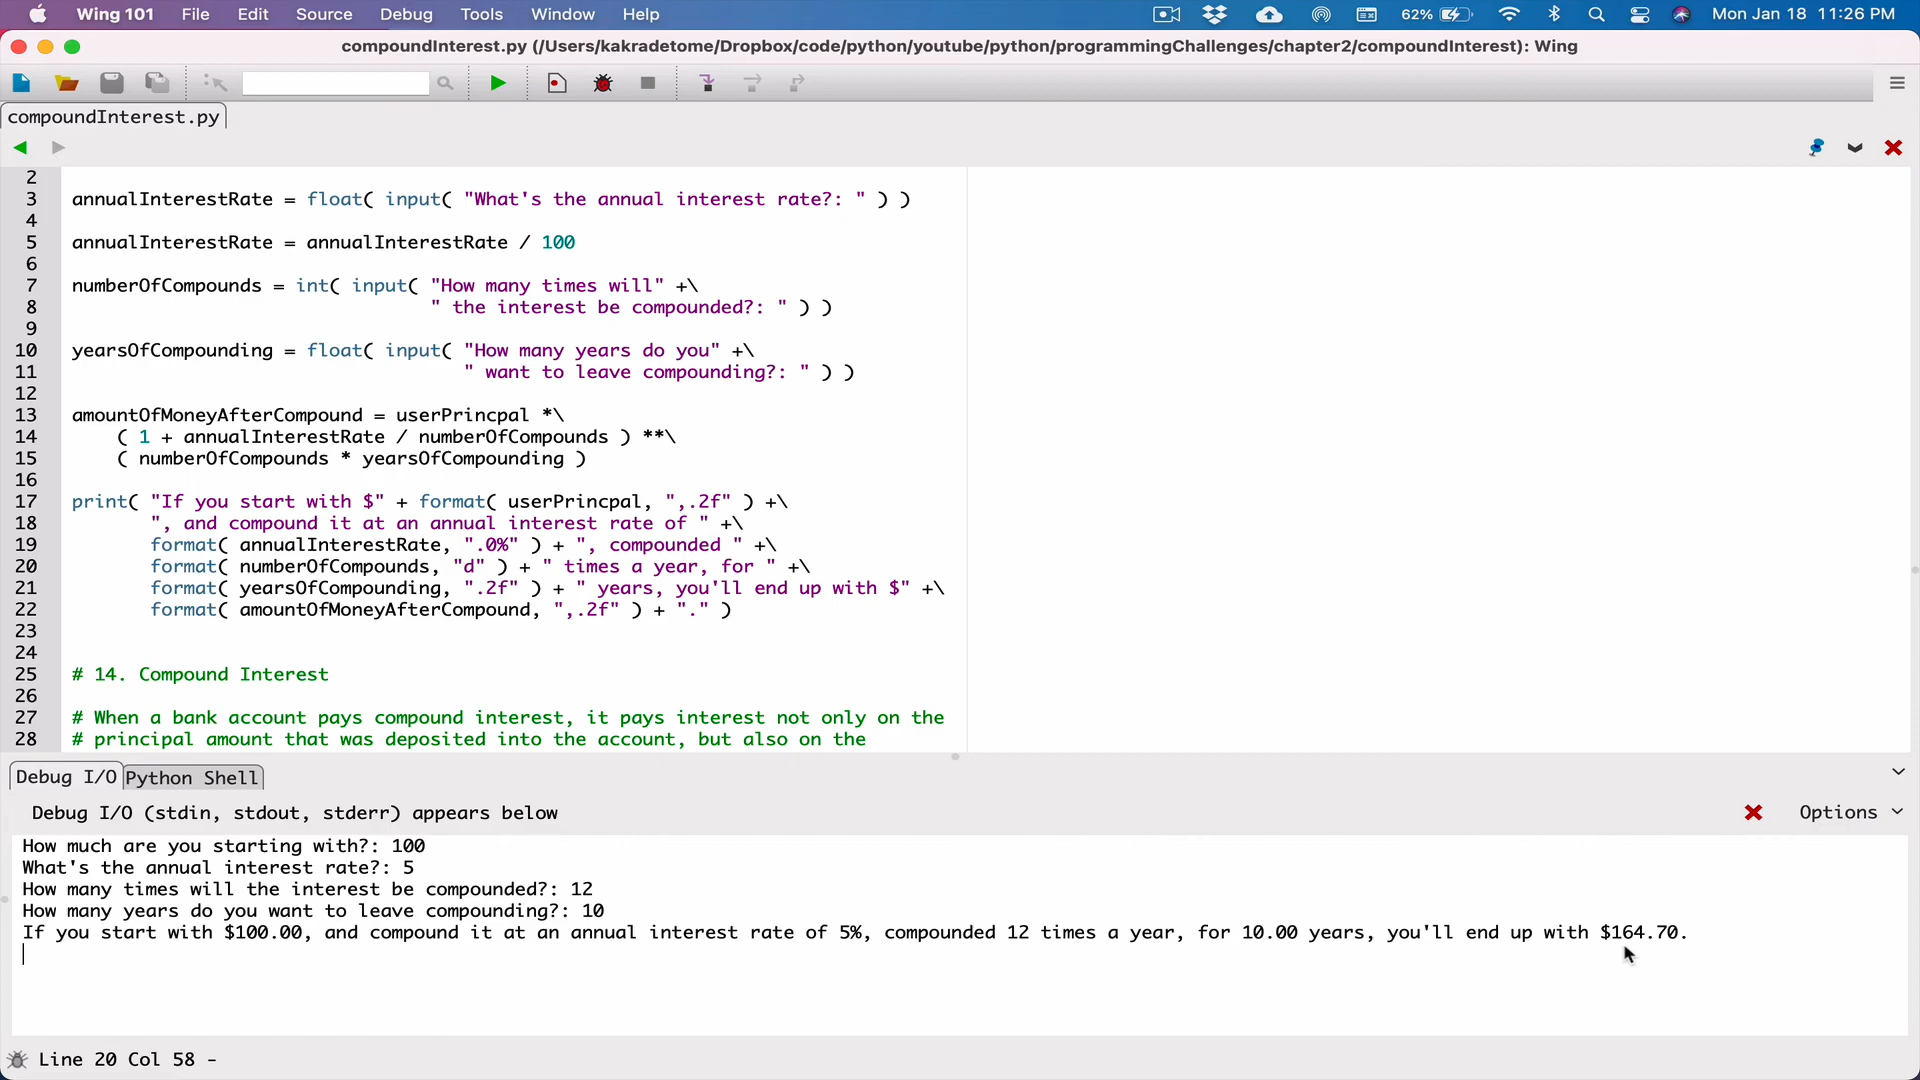 Wing 101 File Edit Source Debug Tools Window Help 62% Mon Jan 18 11:26 PM
compoundInterest.py (/Users/kakradetome/Dropbox/code/python/youtube/python/programmingChallenges/chapter2/compoundInterest): Wing
compoundInterest.py
2
3 annualInterestRate = float( input( "What's the annual interest rate?: " ) )
4
5 annualInterestRate = annualInterestRate / 100
6
7 numberOfCompounds = int( input( "How many times will" +\
8 " the interest be compounded?: " ) )
9
10 yearsOfCompounding = float( input( "How many years do you" +\
11 " want to leave compounding?: " ) )
12
13 amountOfMoneyAfterCompound = userPrincpal *\
14 ( 1 + annualInterestRate / numberOfCompounds ) **\
15 ( numberOfCompounds * yearsOfCompounding )
16
17 print( "If you start with $" + format( userPrincpal, ",.2f" ) +\
18 ", and compound it at an annual interest rate of " +\
19 format( annualInterestRate, ".0%" ) + ", compounded " +\
20 format( numberOfCompounds, "d" ) + " times a year, for " +\
21 format( yearsOfCompounding, ".2f" ) + " years, you'll end up with $" +\
22 format( amountOfMoneyAfterCompound, ",.2f" ) + "." )
23
24
25 # 14. Compound Interest
26
27 # When a bank account pays compound interest, it pays interest not only on the
28 # principal amount that was deposited into the account, but also on the
Debug I/O Python Shell
Debug I/O (stdin, stdout, stderr) appears below Options
How much are you starting with?: 100
What's the annual interest rate?: 5
How many times will the interest be compounded?: 12
How many years do you want to leave compounding?: 10
If you start with $100.00, and compound it at an annual interest rate of 5%, compounded 12 times a year, for 10.00 years, you'll end up with $164.70.
Line 20 Col 58 -